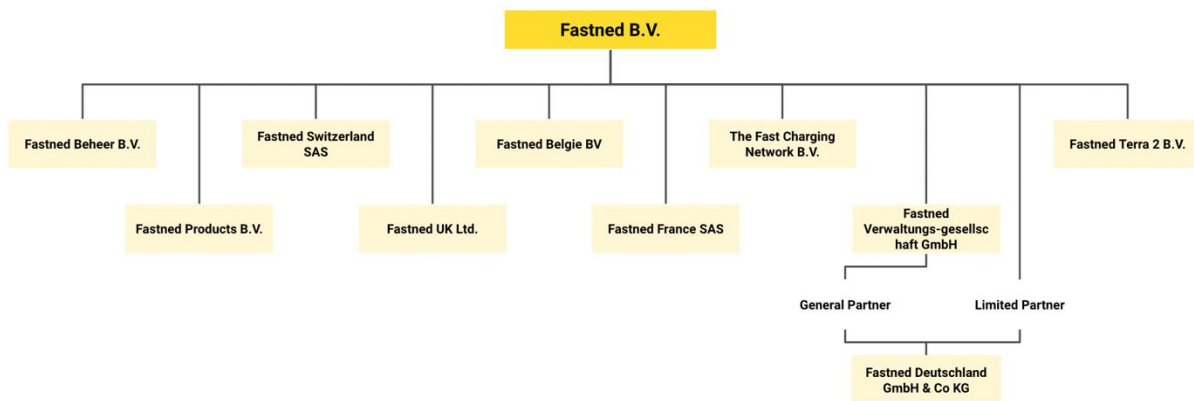 Fastned B.V.
Fastned Beheer B.V.
Fastned Switzerland
SAS
Fastned Belgie BV
The Fast Charging
Network B.V.
Fastned Terra 2 B.V.
Fastned Products B.V.
Fastned UK Ltd.
Fastned France SAS
Fastned
Verwaltungs-gesellsc
haft GmbH
General Partner
Limited Partner
Fastned Deutschland
GmbH & Co KG